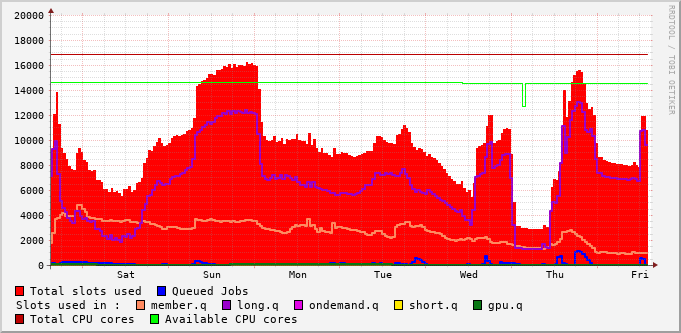 20000
18000
16000
14000
12000
10000
8000
6000
4000
2000
0
Sat Sun Mon Tue Wed Thu Fri
Total slots used Queued Jobs
Slots used in : member.q long.q ondemand.q short.q gpu.q
Total CPU cores Available CPU cores
RRDTOOL / TOBI OETIKER